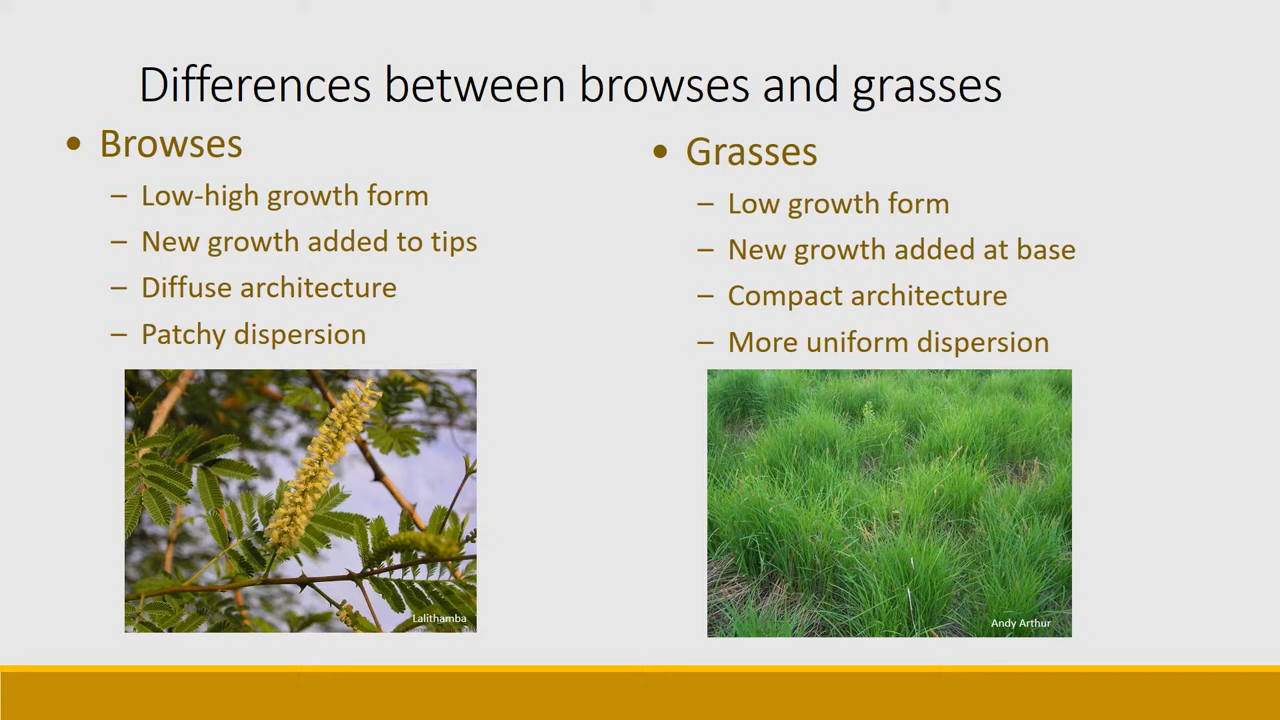 Differences between browses and grasses
• Browses
– Low-high growth form
– New growth added to tips
– Diffuse architecture
– Patchy dispersion
• Grasses
– Low growth form
– New growth added at base
– Compact architecture
– More uniform dispersion
Lalithamba
Andy Arthur